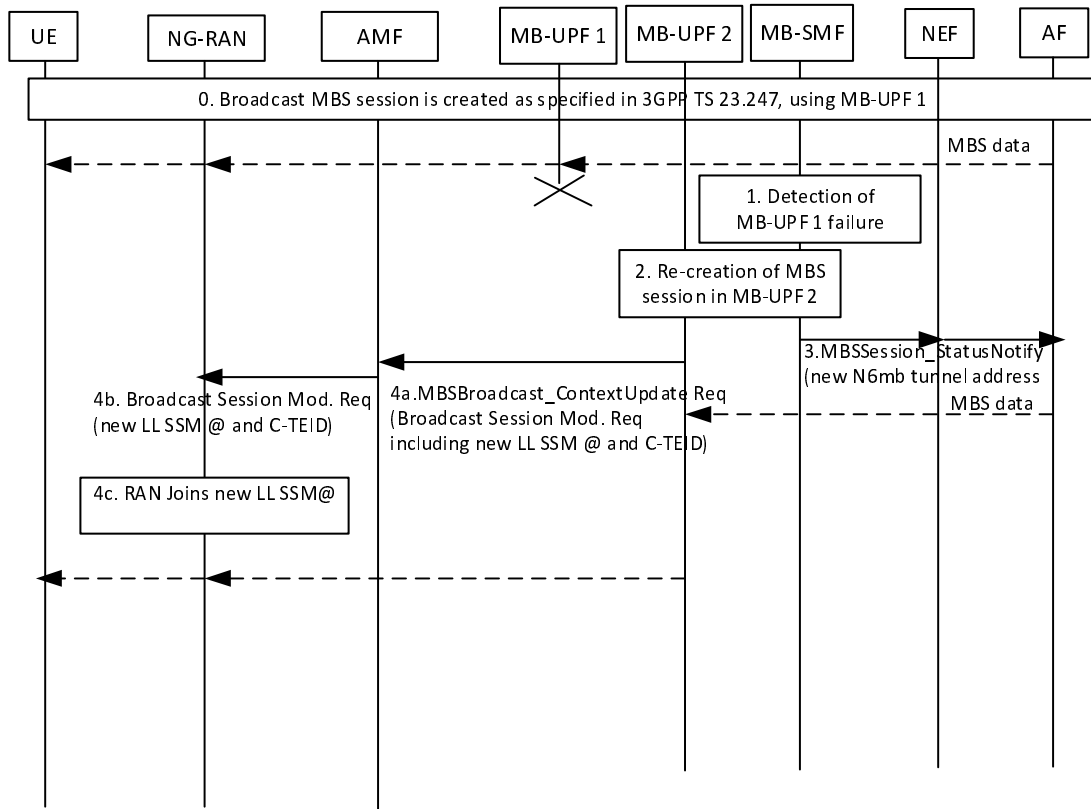 UE
NG-RAN
AMF
MB-UPF 1
MB-UPF 2
MB-SMF
NEF
AF
0. Broadcast MBS session is created as specified in 3GPP TS 23.247, using MB-UPF 1
MBS data
1. Detection of
MB-UPF 1 failure
2. Re-creation of MBS
session in MB-UPF 2
3.MBSSession_StatusNotify
(new N6mb tunnel address
4a.MBSBroadcast_ContextUpdate Req
(Broadcast Session Mod. Req
including new LL SSM @ and C-TEID)
4b. Broadcast Session Mod. Req
(new LL SSM @ and C-TEID)
MBS data
4c. RAN Joins new LL SSM@